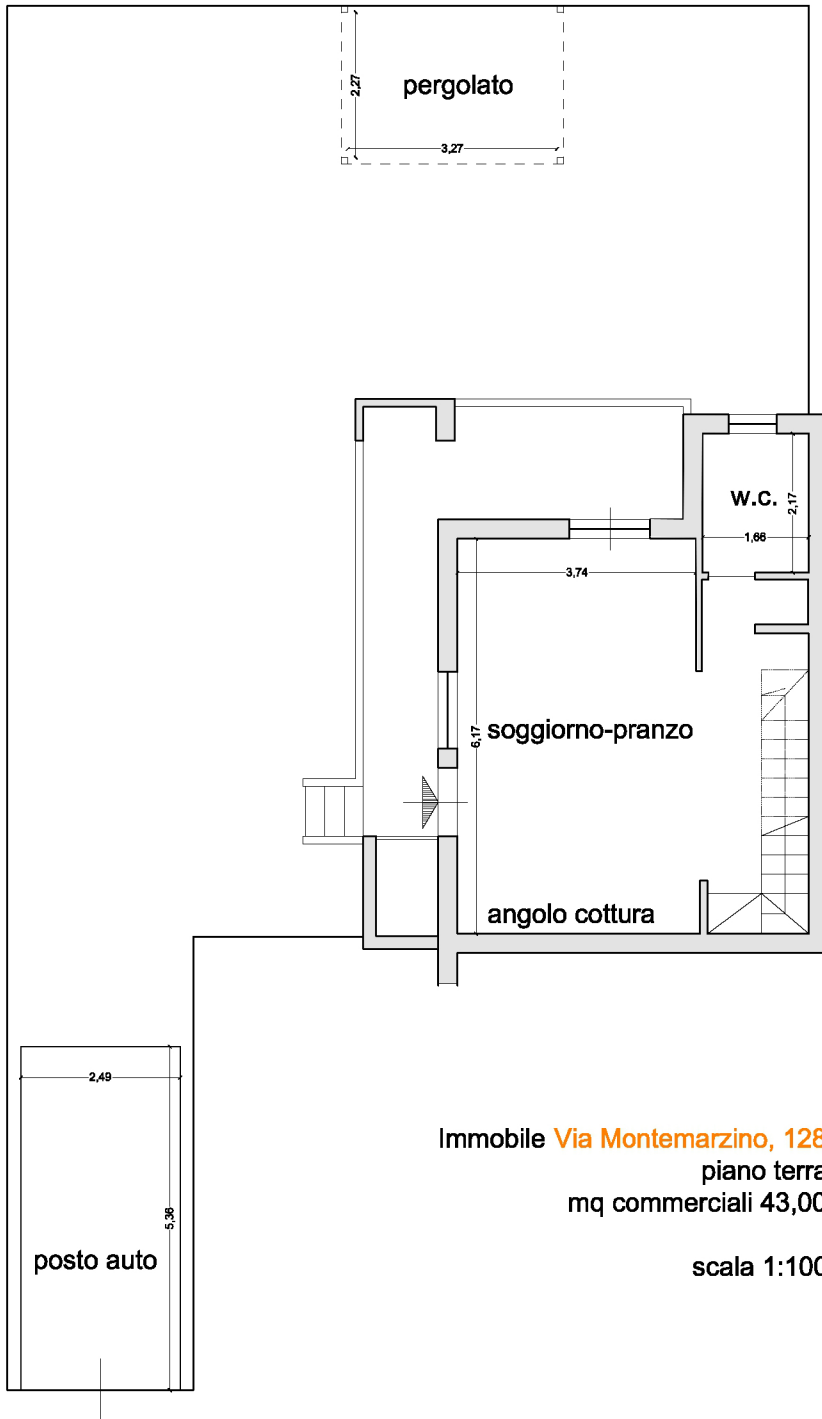 pergolato
2,27
3,27
W.C.
2,17
1,66
3,74
6,17
soggiorno-pranzo
angolo cottura
2,49
5,36
posto auto
Immobile Via Montemarzino, 128
piano terra
mq commerciali 43,00
scala 1:100